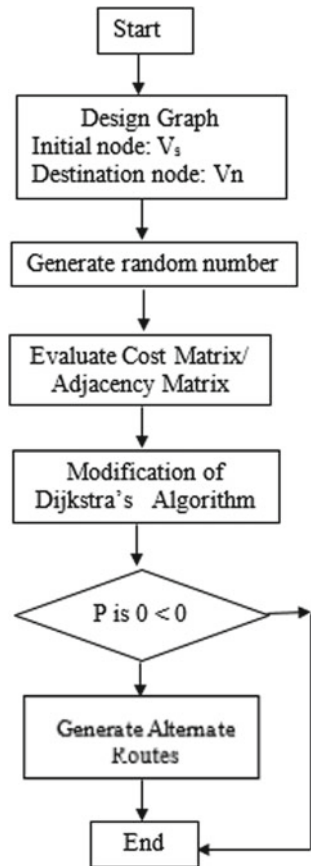 Start
Design Graph
Initial node: Vₛ
Destination node: Vn
Generate random number
Evaluate Cost Matrix/
Adjacency Matrix
Modification of
Dijkstra's Algorithm
P is 0 < 0
Generate Alternate
Routes
End